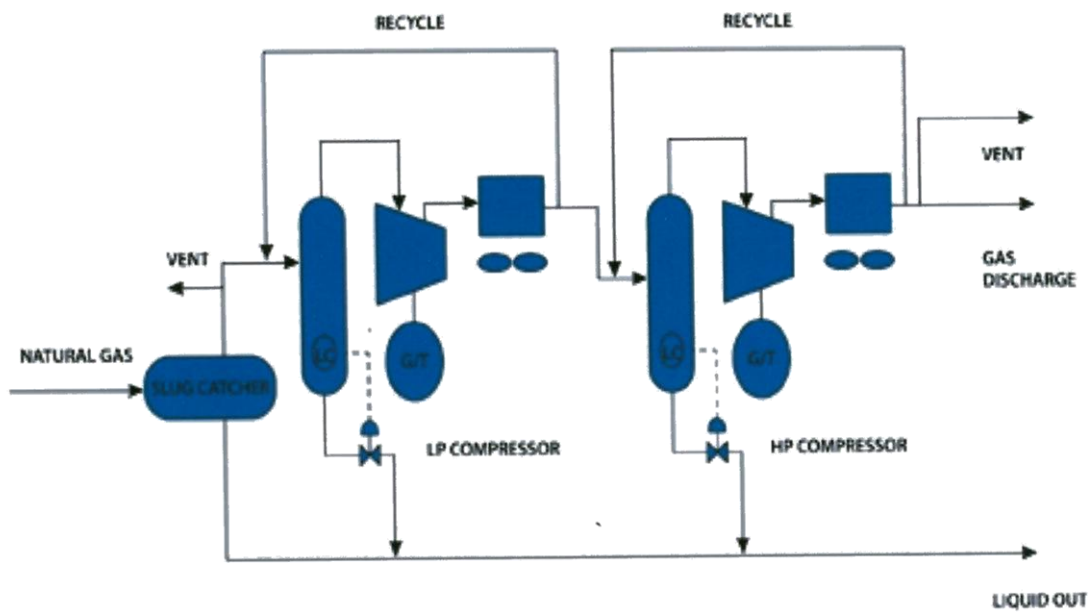 RECYCLE
RECYCLE
VENT
VENT
GAS
DISCHARGE
NATURAL GAS
SLUG CATCHER
LC
G/T
LC
G/T
LP COMPRESSOR
HP COMPRESSOR
LIQUID OUT